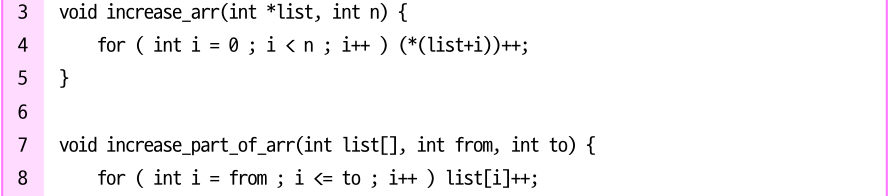 3 void increase_arr(int *list, int n) {
4 for ( int i = 0 ; i < n ; i++ ) (*(list+i))++;
5 }
6
7 void increase_part_of_arr(int list[], int from, int to) {
8 for ( int i = from ; i <= to ; i++ ) list[i]++;